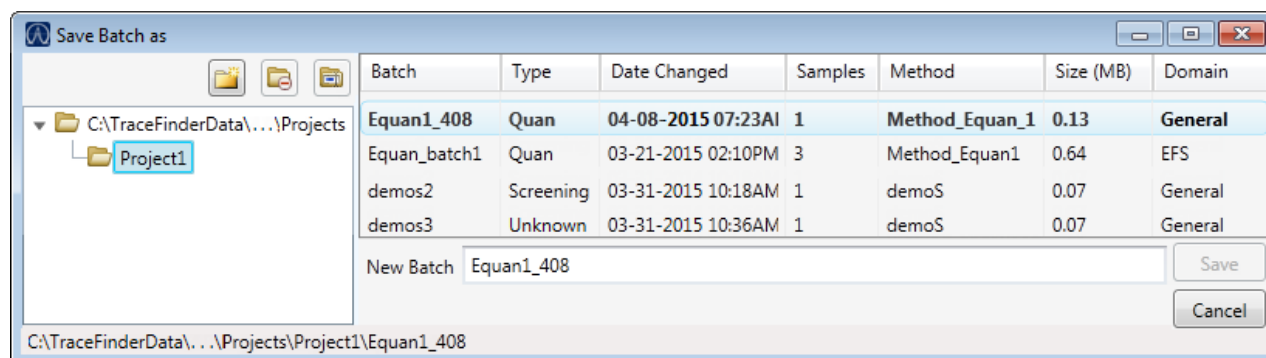 Save Batch as
Batch Type Date Changed Samples Method Size (MB) Domain
C:\TraceFinderData\...\Projects
Project1
Equan1_408 Quan 04-08-2015 07:23AI 1 Method_Equan_1 0.13 General
Equan_batch1 Quan 03-21-2015 02:10PM 3 Method_Equan1 0.64 EFS
demos2 Screening 03-31-2015 10:18AM 1 demoS 0.07 General
demos3 Unknown 03-31-2015 10:36AM 1 demoS 0.07 General
New Batch Equan1_408 Save
Cancel
C:\TraceFinderData\. . .\Projects\Project1\Equan1_408